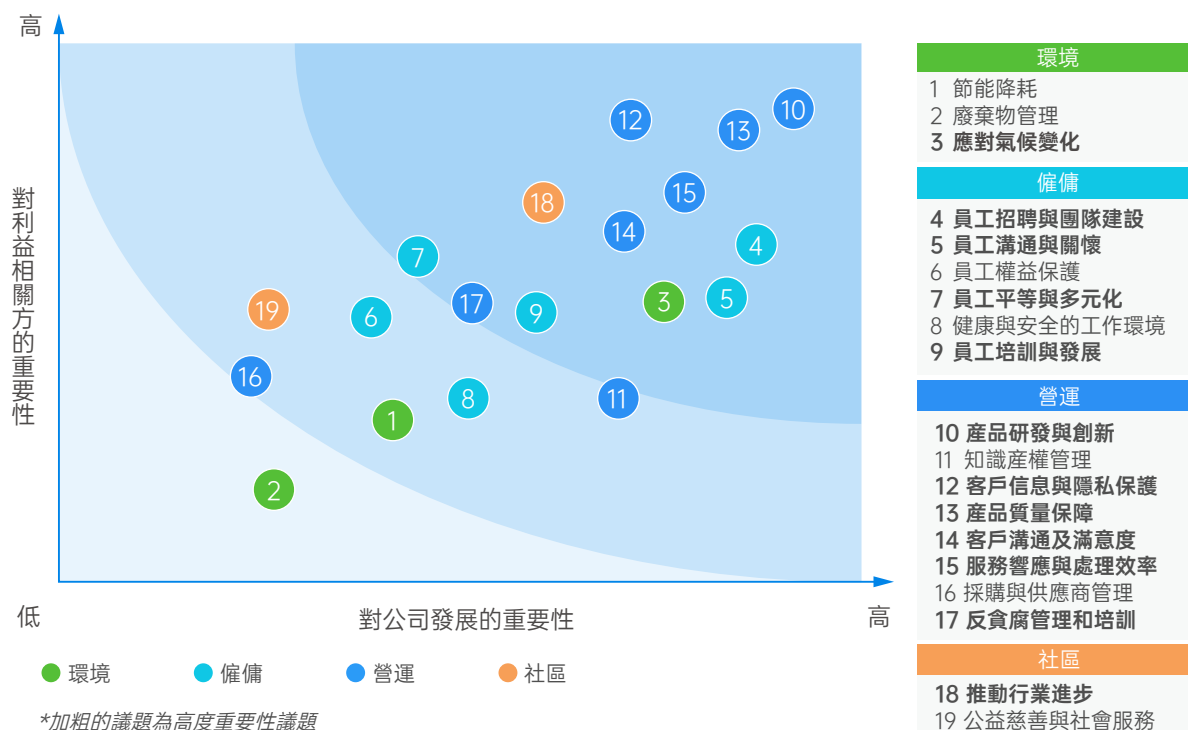 高
對利益相關方的重要性
12
13
10
15
18
14
4
7
3
5
17
9
19
6
16
8
11
1
2
低
對公司發展的重要性
高
環境
僱傭
營運
社區
*加粗的議題為高度重要性議題
環境
1 節能降耗
2 廢棄物管理
3 應對氣候變化
僱傭
4 員工招聘與團隊建設
5 員工溝通與關懷
6 員工權益保護
7 員工平等與多元化
8 健康與安全的工作環境
9 員工培訓與發展
營運
10 産品研發與創新
11 知識産權管理
12 客戶信息與隱私保護
13 産品質量保障
14 客戶溝通及滿意度
15 服務響應與處理效率
16 採購與供應商管理
17 反貪腐管理和培訓
社區
18 推動行業進步
19 公益慈善與社會服務